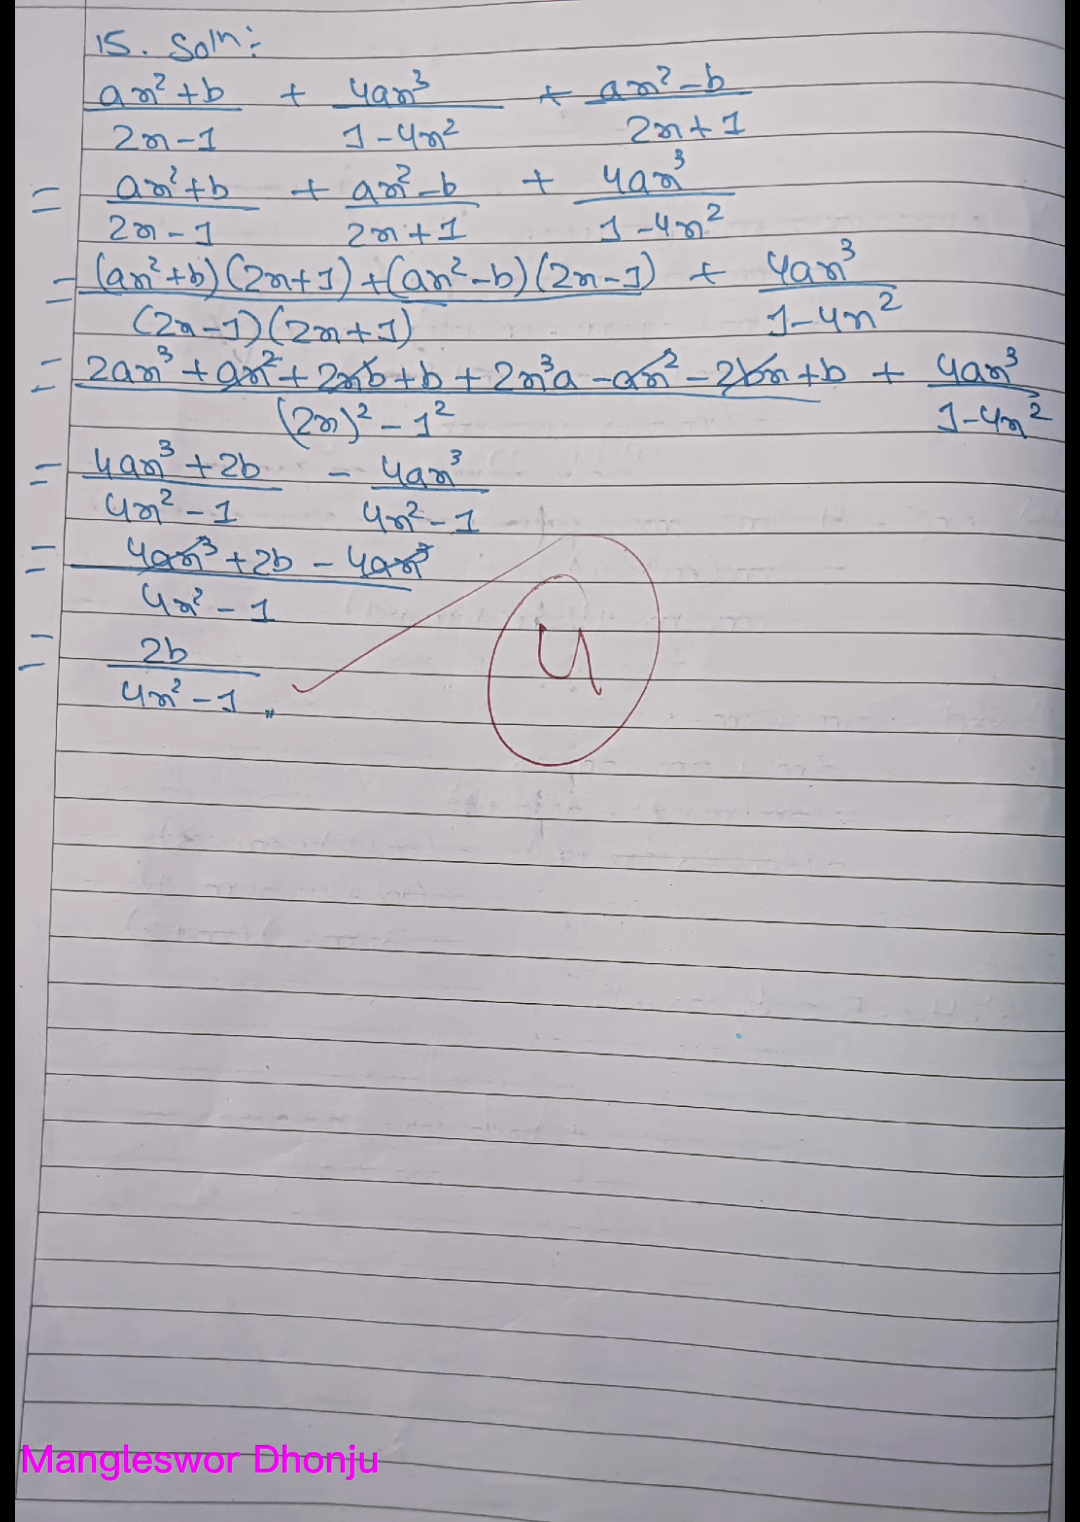 15. Soln:
ax²+b/2x-1 + 4ax³/1-4x² + ax²-b/2x+1
= ax²+b/2x-1 + ax²-b/2x+1 + 4ax³/1-4x²
= (ax²+b)(2x+1)+(ax²-b)(2x-1)/(2x-1)(2x+1) + 4ax³/1-4x²
= 2ax³+ax²+2xb+b+2x³a-ax²-2bx+b/(2x)²-1² + 4ax³/1-4x²
= 4ax³+2b/4x²-1 - 4ax³/4x²-1
= 4ax³+2b-4ax³/4x²-1
= 2b/4x²-1 "
4
Mangleswor Dhonju